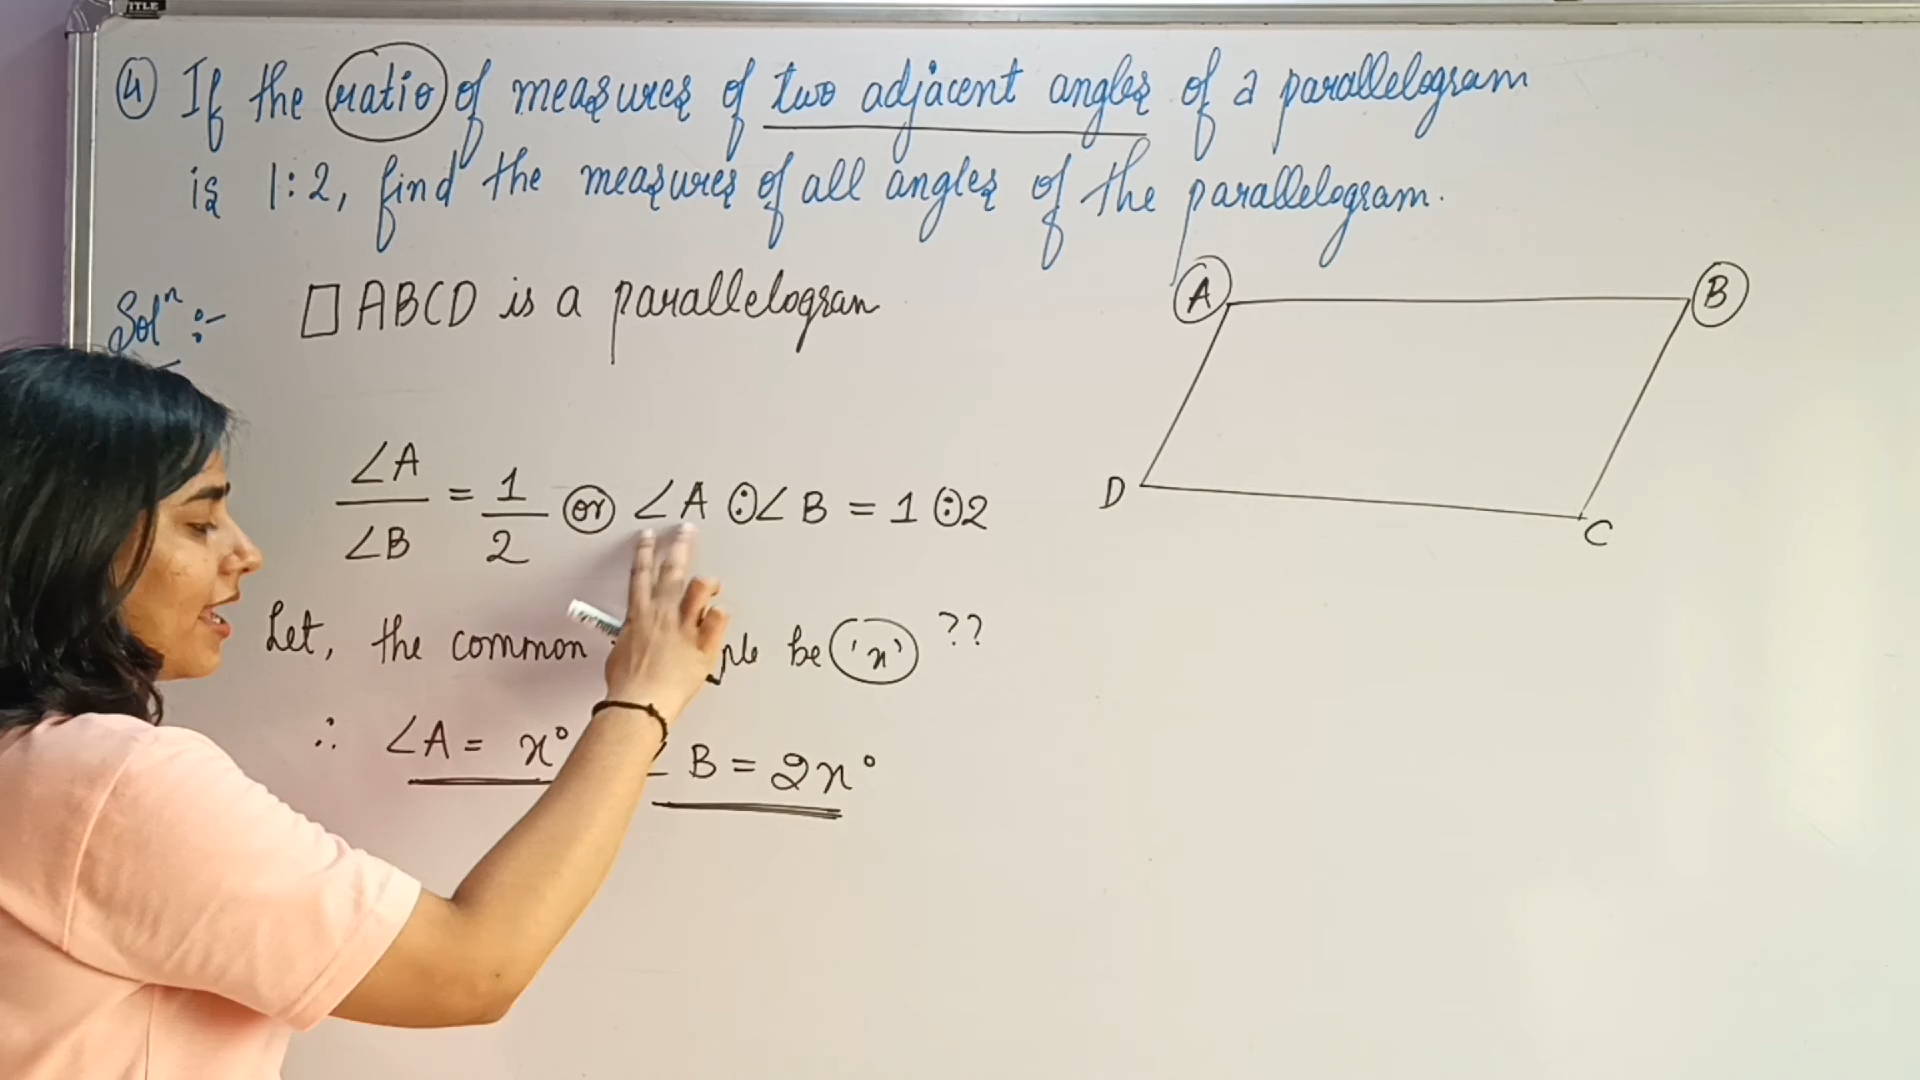 ④ If the ratio of measures of two adjacent angles of a parallelogram
is 1:2, find the measures of all angles of the parallelogram.
Solⁿ :- □ ABCD is a parallelogram
∠A/∠B = 1/2 or ∠A : ∠B = 1 : 2
Let, the common be 'x' ??
∴ ∠A = x° B = 2x°
A B
D C